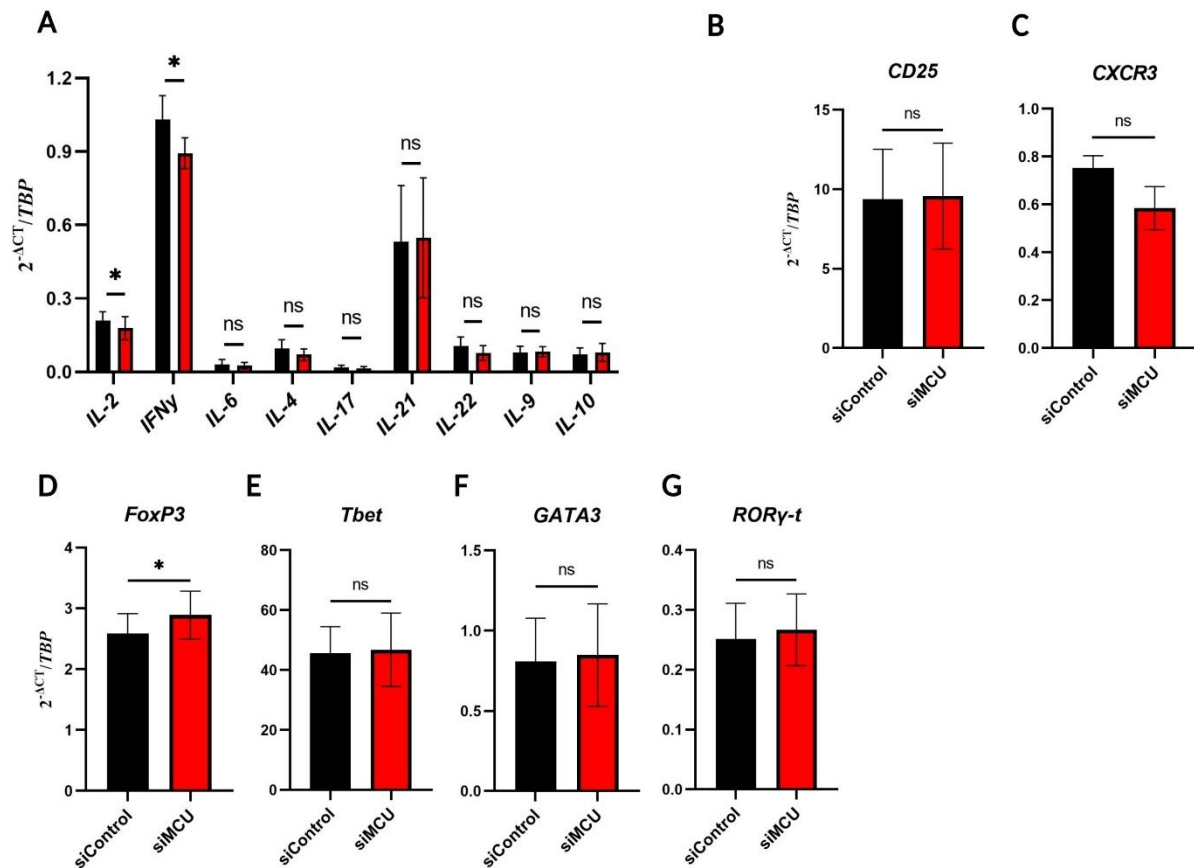 A
2^-ΔCT/TBP
1.2
0.9
0.6
0.3
0.0
*
*
ns
ns
ns
ns
ns
ns
ns
IL-2
IFNy
IL-6
IL-4
IL-17
IL-21
IL-22
IL-9
IL-10
B
CD25
2^-ΔCT/TBP
15
10
5
0
ns
siControl
siMCU
C
CXCR3
1.0
0.8
0.6
0.4
0.2
0.0
ns
siControl
siMCU
D
FoxP3
2^-ΔCT/TBP
4
3
2
1
0
*
siControl
siMCU
E
Tbet
80
60
40
20
0
ns
siControl
siMCU
F
GATA3
1.5
1.0
0.5
0.0
ns
siControl
siMCU
G
RORγ-t
0.4
0.3
0.2
0.1
0.0
ns
siControl
siMCU